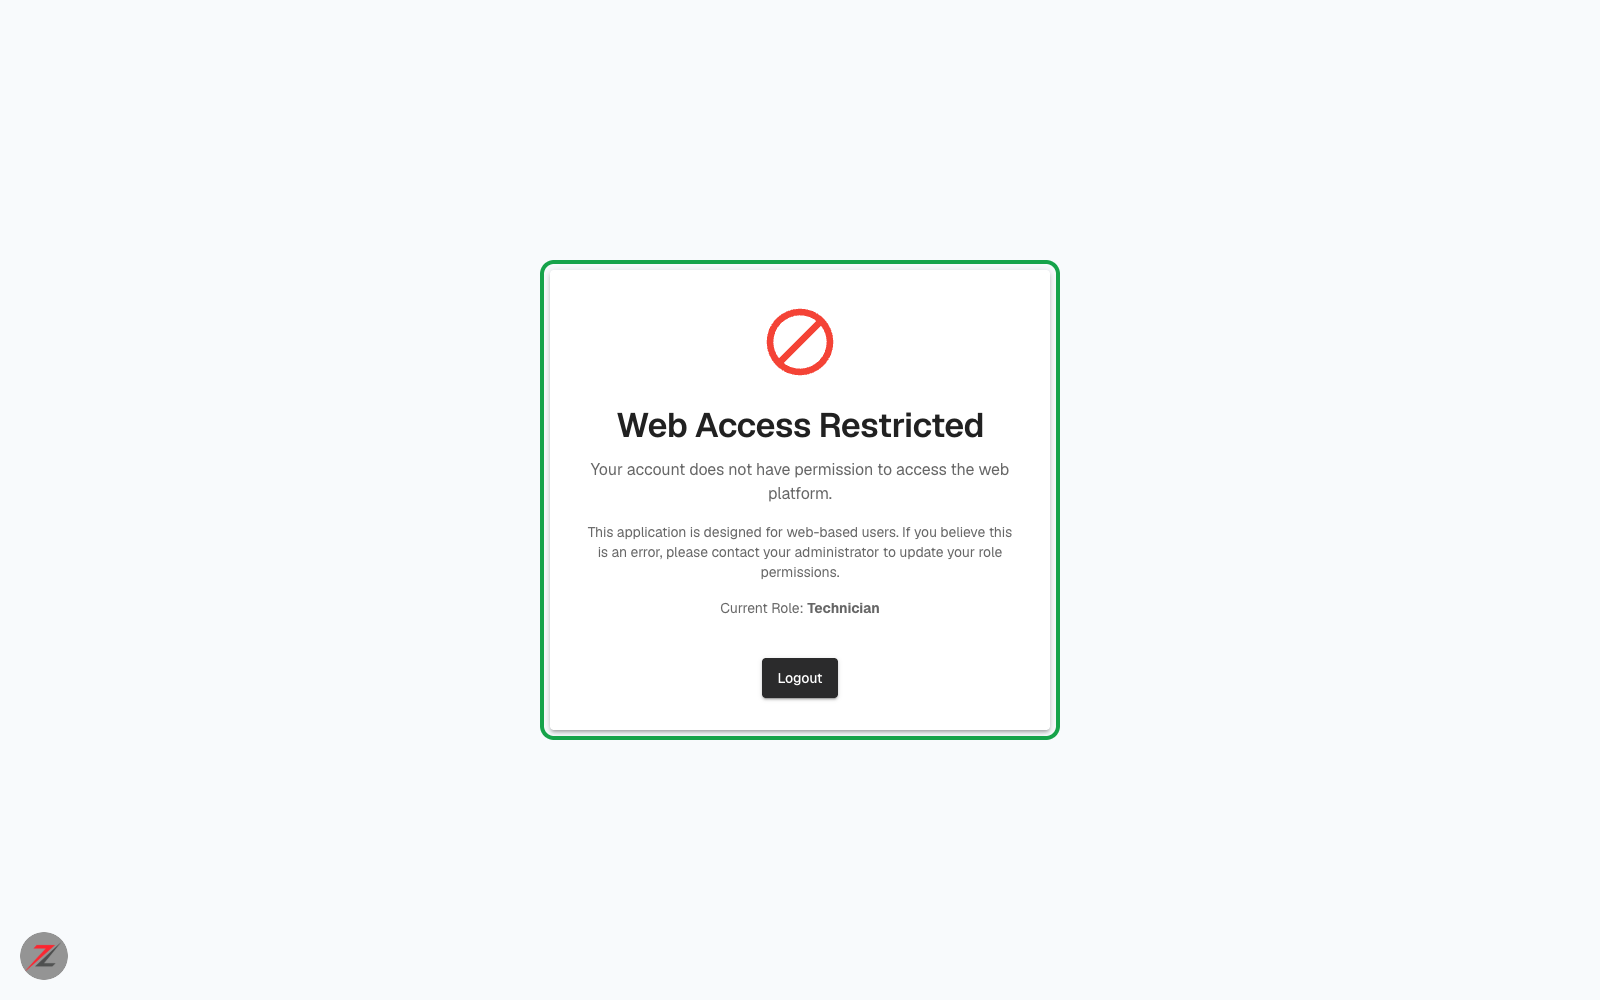 Web Access Restricted
Your account does not have permission to access the web
platform.
This application is designed for web-based users. If you believe this
is an error, please contact your administrator to update your role
permissions.
Current Role: Technician
Logout